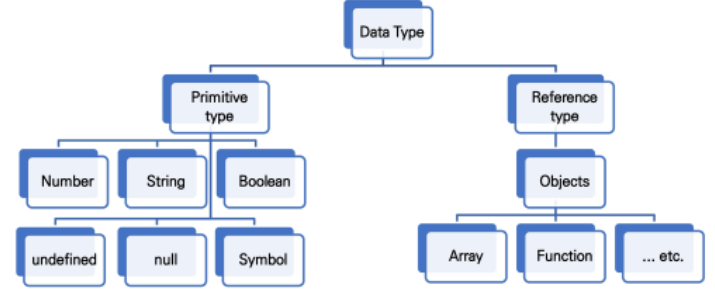 Data Type
Primitive
type
Reference
type
Number
String
Boolean
Objects
undefined
null
Symbol
Array
Function
... etc.